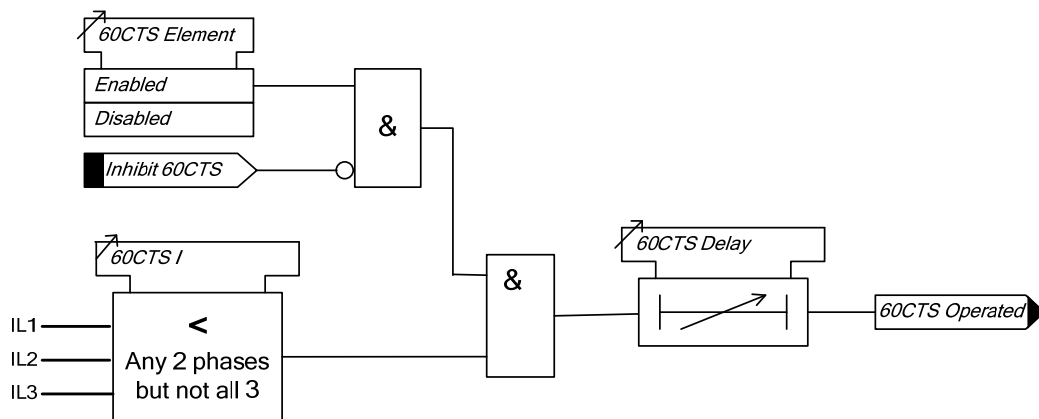 60CTS Element
Enabled
Disabled
&
Inhibit 60CTS
60CTS I
<
Any 2 phases
but not all 3
IL1
IL2
IL3
&
60CTS Delay
60CTS Operated